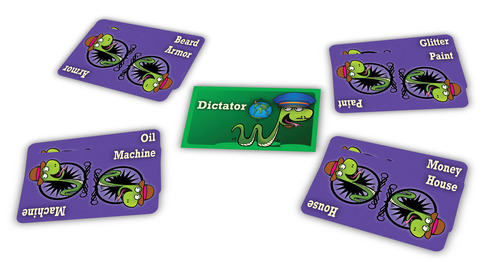 Beard
Armor
Armor
Glitter
Paint
Paint
Dictator
Oil
Machine
Machine
Money
House
House